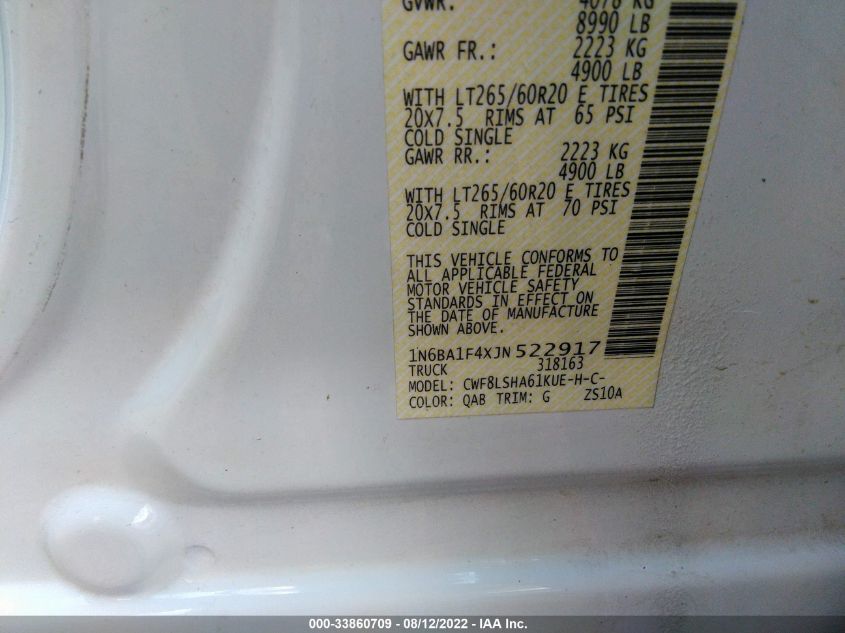 GVWR: 4078 KG
8990 LB
GAWR FR.: 2223 KG
4900 LB
WITH LT265/60R20 E TIRES
20X7.5 RIMS AT 65 PSI
COLD SINGLE
GAWR RR.: 2223 KG
4900 LB
WITH LT265/60R20 E TIRES
20X7.5 RIMS AT 70 PSI
COLD SINGLE
THIS VEHICLE CONFORMS TO
ALL APPLICABLE FEDERAL
MOTOR VEHICLE SAFETY
STANDARDS IN EFFECT ON
THE DATE OF MANUFACTURE
SHOWN ABOVE.
1N6BA1F4XJN522917
TRUCK 318163
MODEL: CWF8LSHA61KUE-H-C-
COLOR: QAB TRIM: G ZS10A
000-33860709 - 08/12/2022 - IAA Inc.